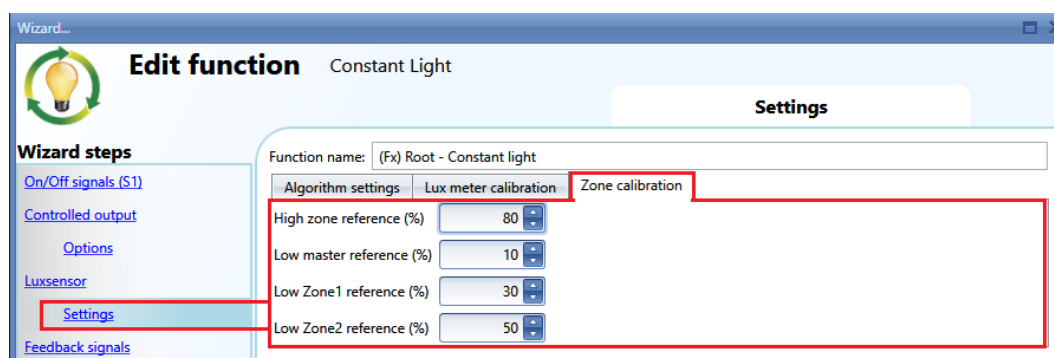 Wizard...
Edit function Constant Light
Settings
Wizard steps
On/Off signals (S1)
Controlled output
Options
Luxsensor
Settings
Feedback signals
Function name: (Fx) Root - Constant light
Algorithm settings Lux meter calibration Zone calibration
High zone reference (%) 80
Low master reference (%) 10
Low Zone1 reference (%) 30
Low Zone2 reference (%) 50